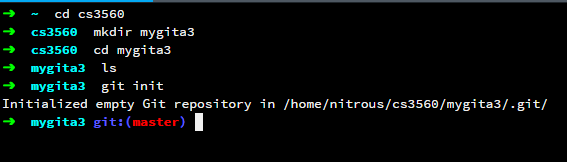 ➜  ~  cd cs3560
➜  cs3560  mkdir mygita3
➜  cs3560  cd mygita3
➜  mygita3  ls
➜  mygita3  git init
Initialized empty Git repository in /home/nitrous/cs3560/mygita3/.git/
➜  mygita3 git:(master)